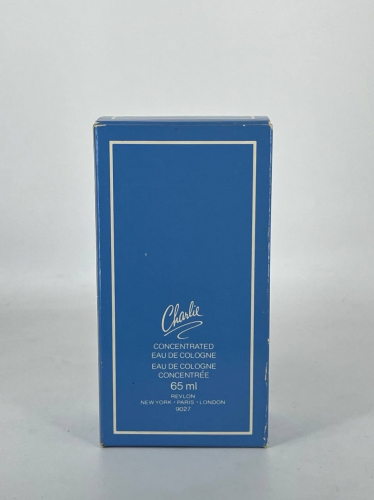 Charlie
CONCENTRATED
EAU DE COLOGNE
EAU DE COLOGNE
CONCENTRÉE
65 ml
REVLON
NEW YORK • PARIS • LONDON
9027